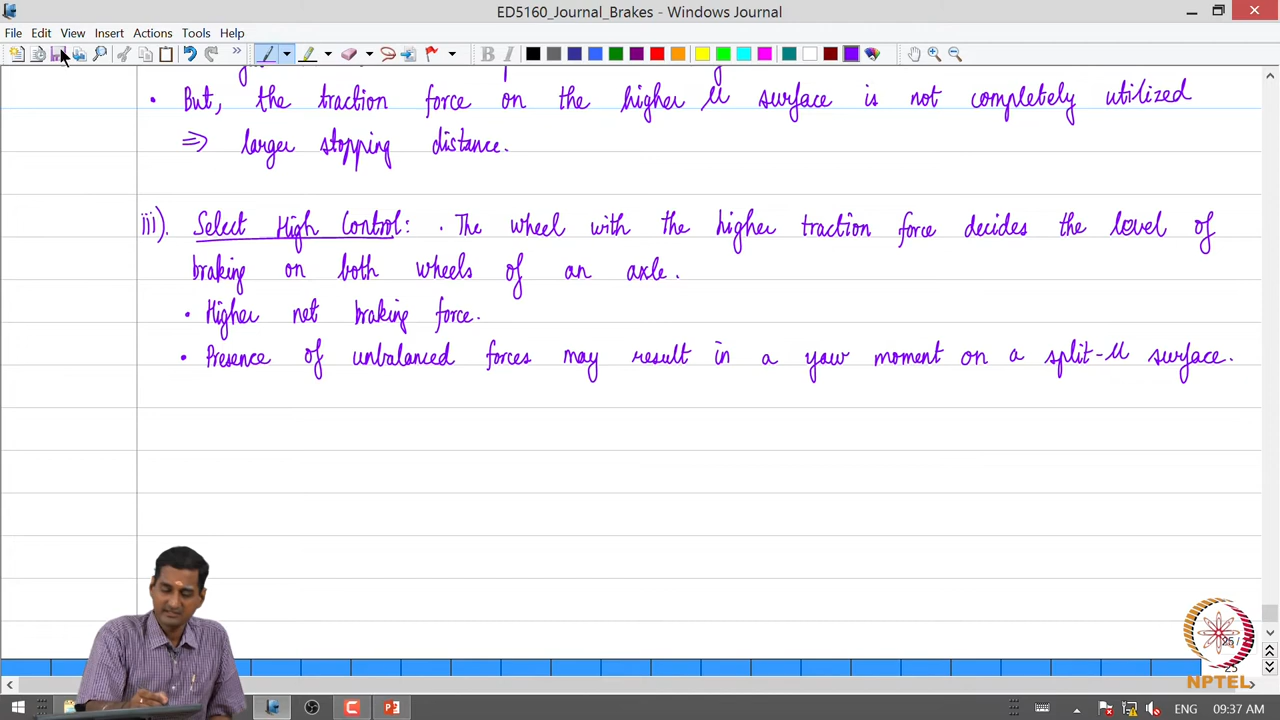 ED5160_Journal_Brakes - Windows Journal
File Edit View Insert Actions Tools Help
• But, the traction force on the higher μ surface is not completely utilized
⇒ larger stopping distance.
iii). Select High Control: • The wheel with the higher traction force decides the level of
braking on both wheels of an axle.
• Higher net braking force.
• Presence of unbalanced forces may result in a yaw moment on a split-μ surface.
25 /
25
NPTEL
ENG 09:37 AM